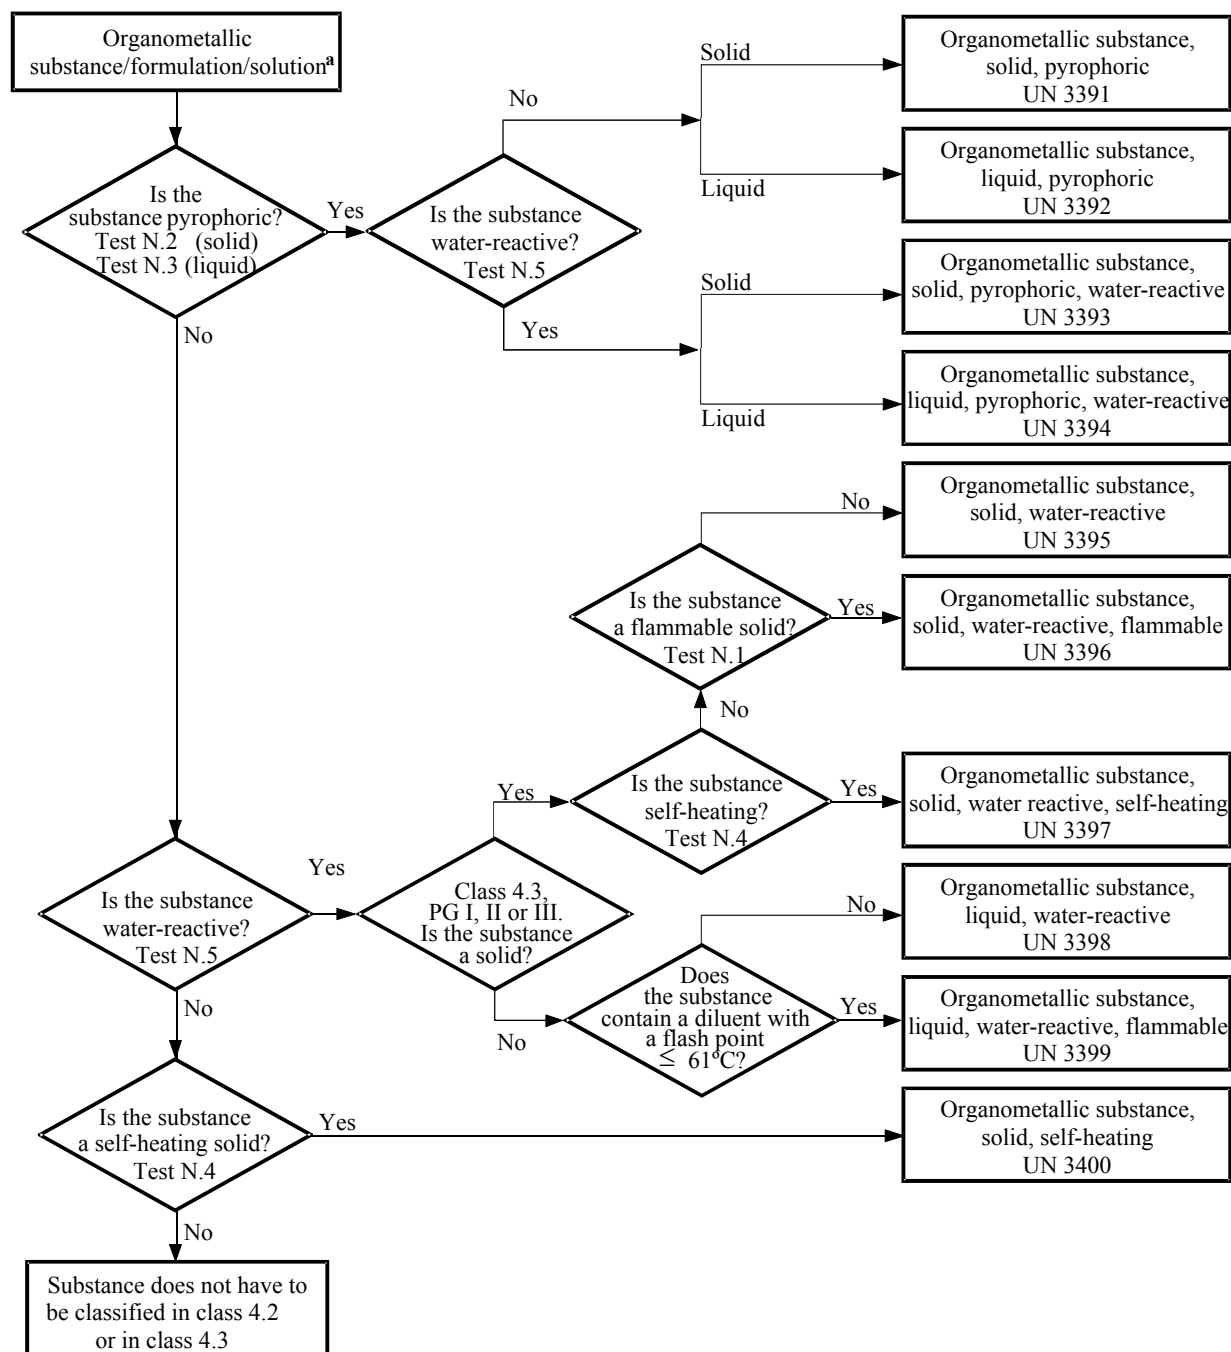 Organometallic
substance/formulation/solutionᵃ
Solid
Organometallic substance,
solid, pyrophoric
UN 3391
No
Is the
substance pyrophoric?
Test N.2 (solid)
Test N.3 (liquid)
Yes
Is the substance
water-reactive?
Test N.5
Liquid
Organometallic substance,
liquid, pyrophoric
UN 3392
Solid
Organometallic substance,
solid, pyrophoric, water-reactive
UN 3393
No
Yes
Liquid
Organometallic substance,
liquid, pyrophoric, water-reactive
UN 3394
No
Organometallic substance,
solid, water-reactive
UN 3395
Is the substance
a flammable solid?
Test N.1
Yes
Organometallic substance,
solid, water-reactive, flammable
UN 3396
No
Yes
Is the substance
self-heating?
Test N.4
Yes
Organometallic substance,
solid, water reactive, self-heating
UN 3397
Is the substance
water-reactive?
Test N.5
Yes
Class 4.3,
PG I, II or III.
Is the substance
a solid?
No
Organometallic substance,
liquid, water-reactive
UN 3398
No
No
Does
the substance
contain a diluent with
a flash point
≤ 61°C?
Yes
Organometallic substance,
liquid, water-reactive, flammable
UN 3399
Is the substance
a self-heating solid?
Test N.4
Yes
Organometallic substance,
solid, self-heating
UN 3400
No
Substance does not have to
be classified in class 4.2
or in class 4.3